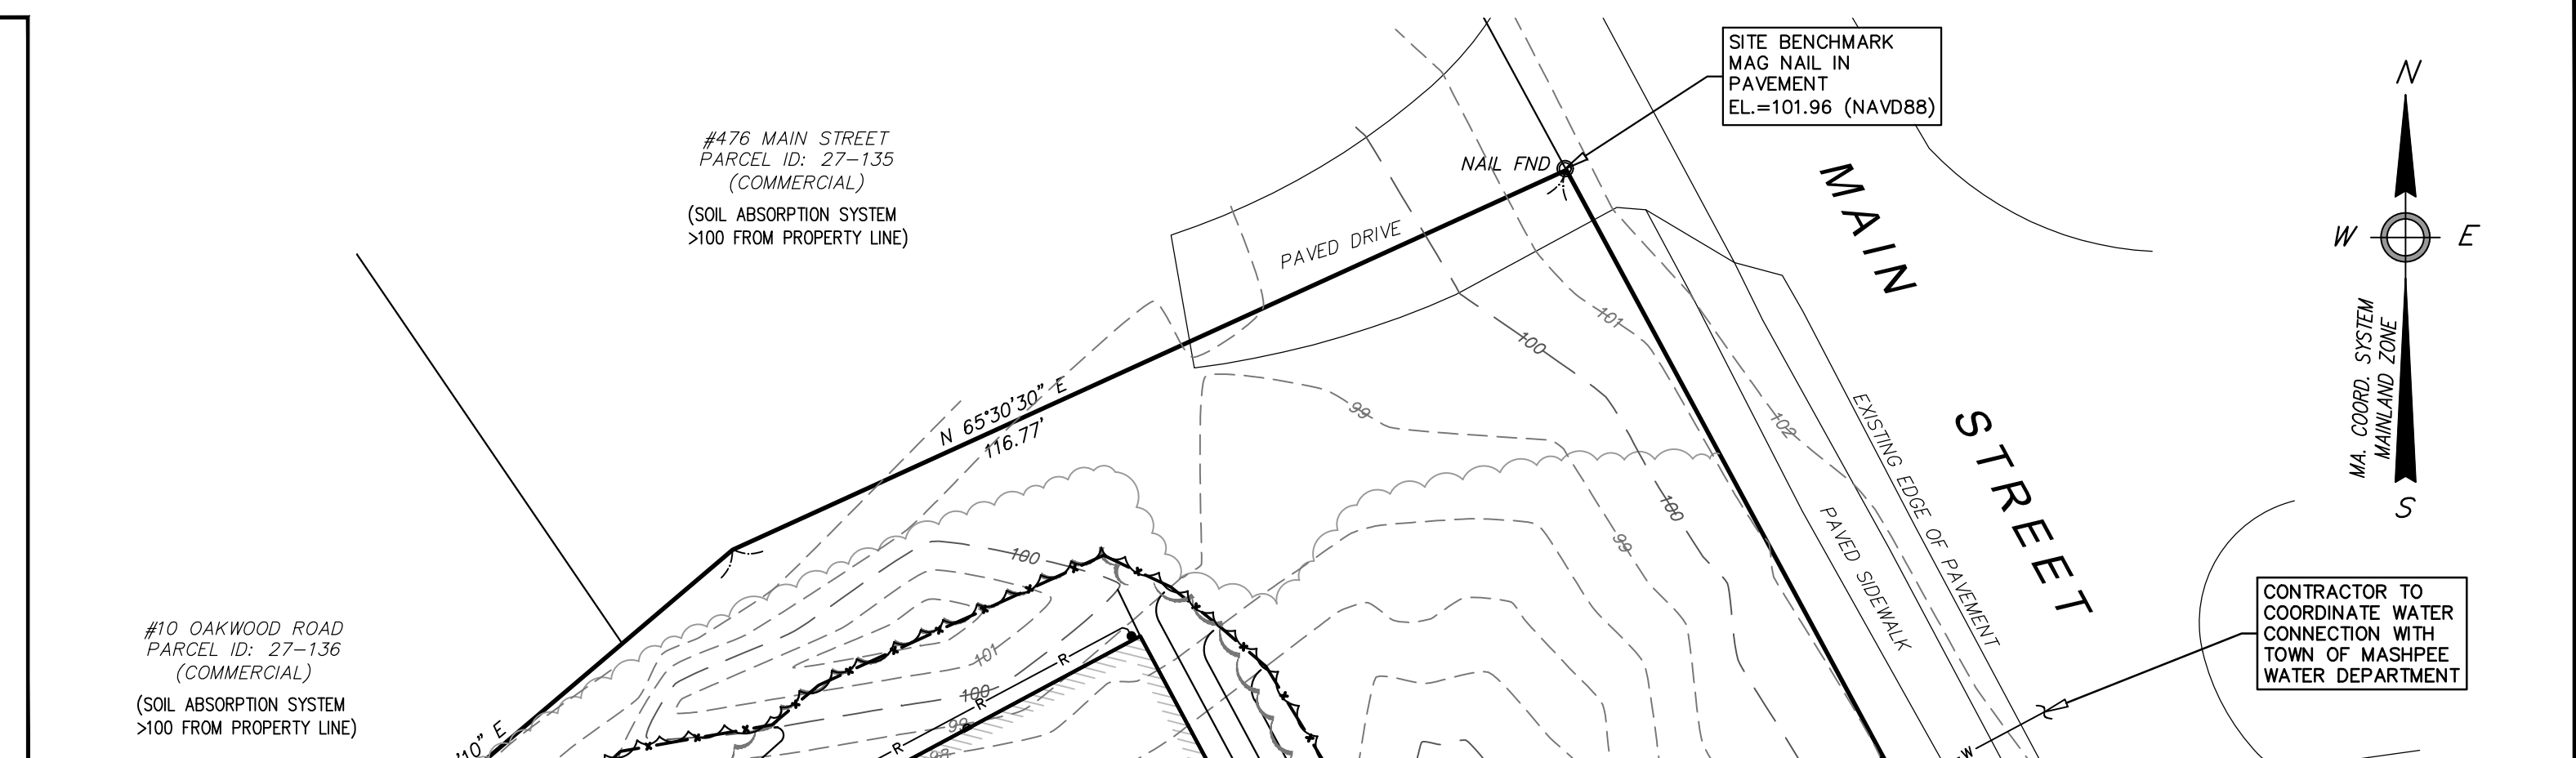 SITE BENCHMARK
MAG NAIL IN
PAVEMENT
EL.=101.96 (NAVD88)
N
W
E
S
MA. COORD. SYSTEM
MAINLAND ZONE
#476 MAIN STREET
PARCEL ID: 27-135
(COMMERCIAL)
(SOIL ABSORPTION SYSTEM
>100 FROM PROPERTY LINE)
NAIL FND
PAVED DRIVE
MAIN STREET
101
100
99
102
N 65°30'30" E
116.77'
EXISTING EDGE OF PAVEMENT
PAVED SIDEWALK
100
99
100
101
100
R
R
R
#10 OAKWOOD ROAD
PARCEL ID: 27-136
(COMMERCIAL)
(SOIL ABSORPTION SYSTEM
>100 FROM PROPERTY LINE)
'10" E
CONTRACTOR TO
COORDINATE WATER
CONNECTION WITH
TOWN OF MASHPEE
WATER DEPARTMENT
W